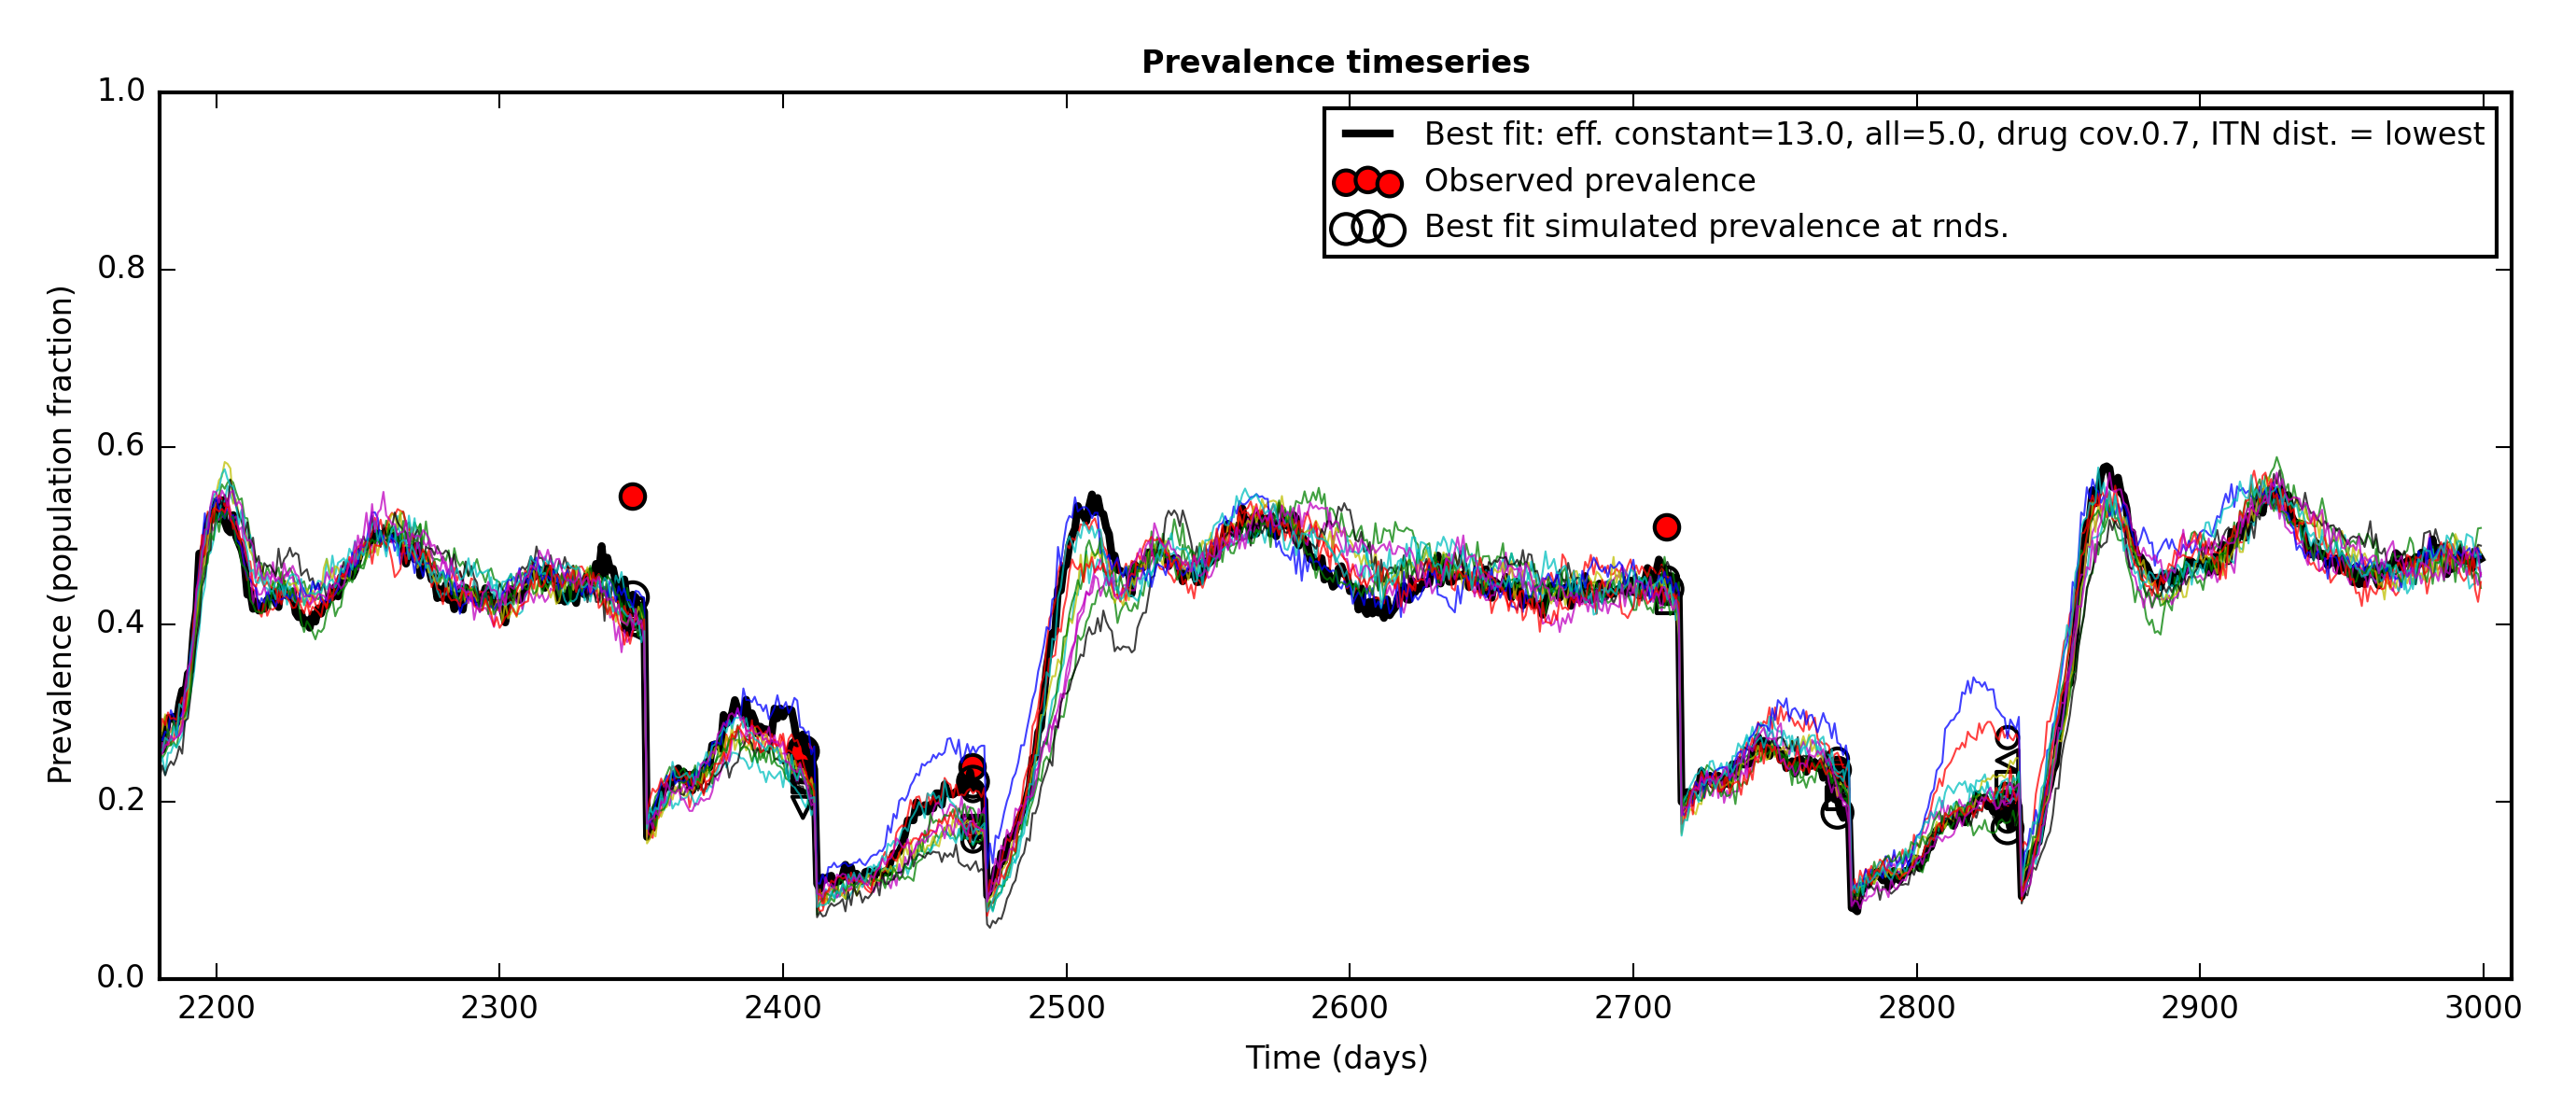 Prevalence timeseries
1.0
0.8
0.6
0.4
0.2
0.0
Prevalence (population fraction)
Best fit: eff. constant=13.0, all=5.0, drug cov.0.7, ITN dist. = lowest
Observed prevalence
Best fit simulated prevalence at rnds.
2200 2300 2400 2500 2600 2700 2800 2900 3000
Time (days)